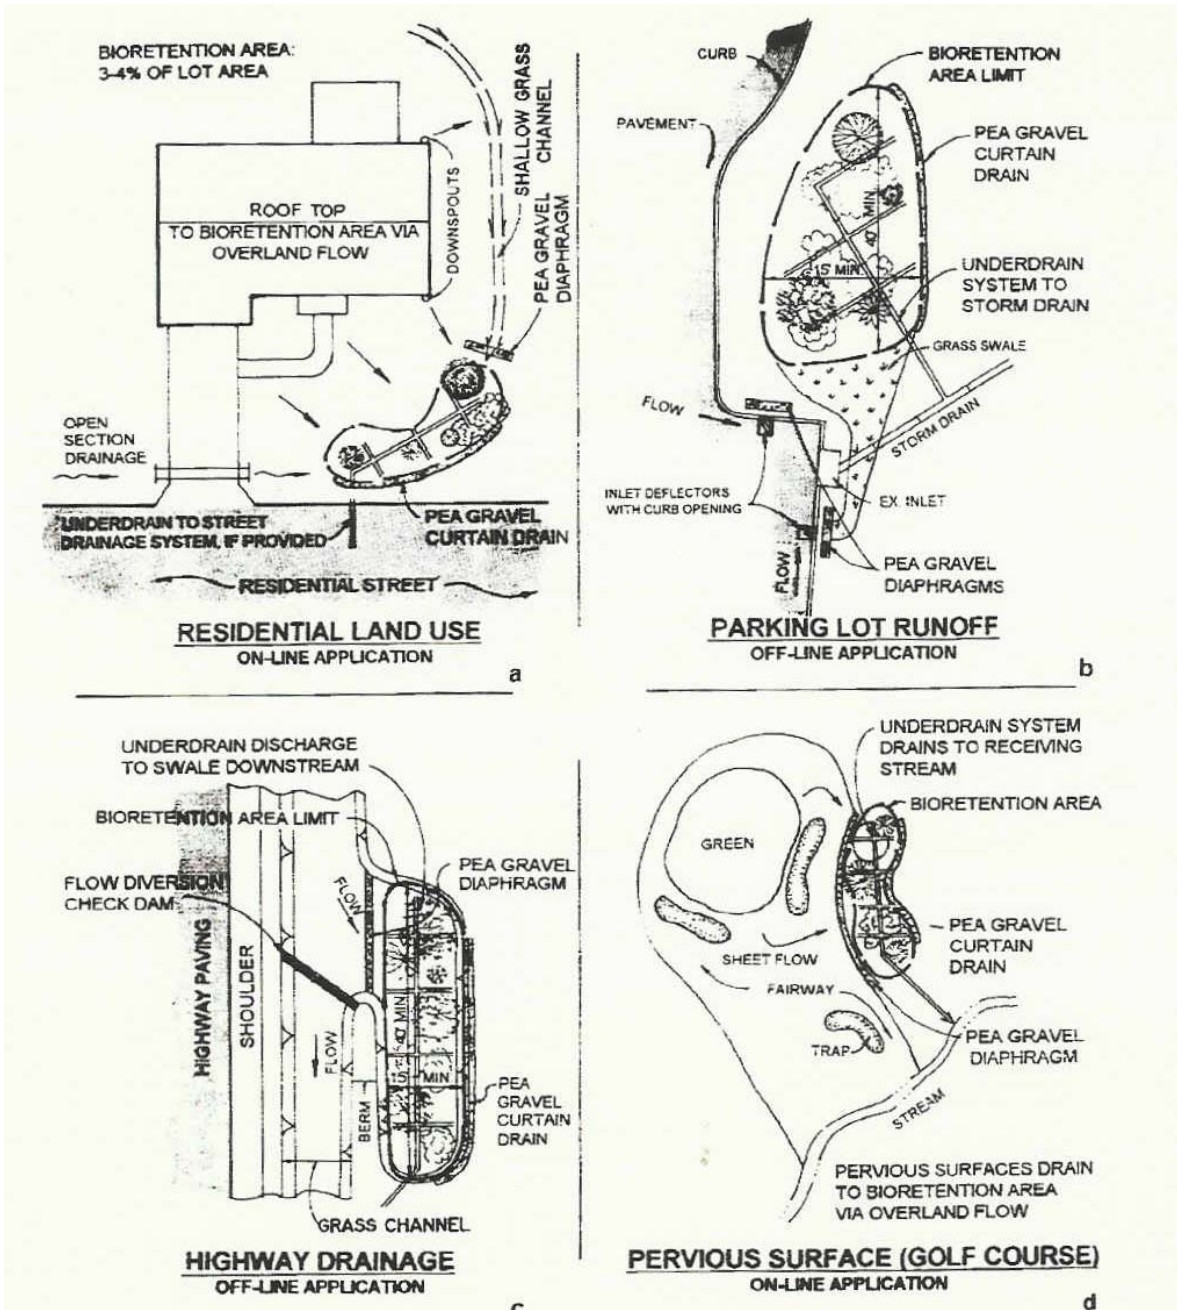 BIORETENTION AREA:
3-4% OF LOT AREA
ROOF TOP
TO BIORETENTION AREA VIA
OVERLAND FLOW
DOWNSPOUTS
SHALLOW GRASS
CHANNEL
PEA GRAVEL
DIAPHRAGM
OPEN
SECTION
DRAINAGE
UNDERDRAIN TO STREET
DRAINAGE SYSTEM, IF PROVIDED
PEA GRAVEL
CURTAIN DRAIN
RESIDENTIAL STREET
RESIDENTIAL LAND USE
ON-LINE APPLICATION
a
CURB
PAVEMENT
BIORETENTION
AREA LIMIT
PEA GRAVEL
CURTAIN
DRAIN
40' MIN
15' MIN.
UNDERDRAIN
SYSTEM TO
STORM DRAIN
GRASS SWALE
STORM DRAIN
FLOW
INLET DEFLECTORS
WITH CURB OPENING
EX. INLET
FLOW
PEA GRAVEL
DIAPHRAGMS
PARKING LOT RUNOFF
OFF-LINE APPLICATION
b
UNDERDRAIN DISCHARGE
TO SWALE DOWNSTREAM
BIORETENTION AREA LIMIT
PEA GRAVEL
DIAPHRAGM
FLOW DIVERSION
CHECK DAM
FLOW
HIGHWAY PAVING
SHOULDER
FLOW
BERM
40' MIN
15' MIN
PEA
GRAVEL
CURTAIN
DRAIN
GRASS CHANNEL
HIGHWAY DRAINAGE
OFF-LINE APPLICATION
c
UNDERDRAIN SYSTEM
DRAINS TO RECEIVING
STREAM
BIORETENTION AREA
GREEN
PEA GRAVEL
CURTAIN
DRAIN
SHEET FLOW
FAIRWAY
TRAP
PEA GRAVEL
DIAPHRAGM
STREAM
PERVIOUS SURFACES DRAIN
TO BIORETENTION AREA
VIA OVERLAND FLOW
PERVIOUS SURFACE (GOLF COURSE)
ON-LINE APPLICATION
d